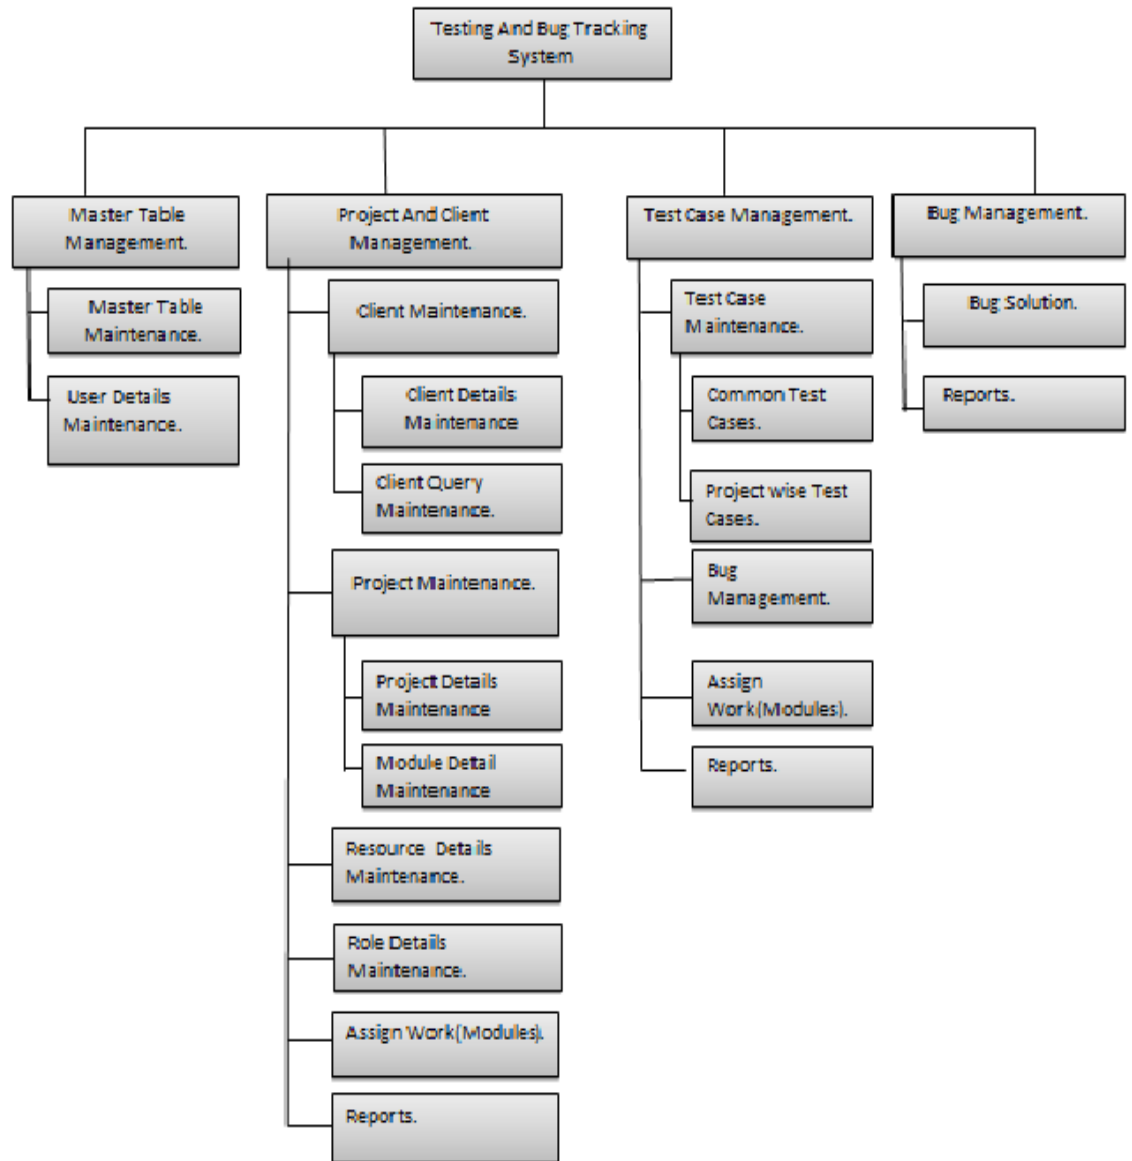 Testing And Bug Tracking
System
Master Table
Management.
Master Table
Maintenance.
User Details
Maintenance.
Project And Client
Management.
Client Maintenance.
Client Details
Maintenance
Client Query
Maintenance.
Project Maintenance.
Project Details
Maintenance
Module Detail
Maintenance
Resource Details
Maintenance.
Role Details
Maintenance.
Assign Work(Modules).
Reports.
Test Case Management.
Test Case
Maintenance.
Common Test
Cases.
Project wise Test
Cases.
Bug
Management.
Assign
Work(Modules).
Reports.
Bug Management.
Bug Solution.
Reports.